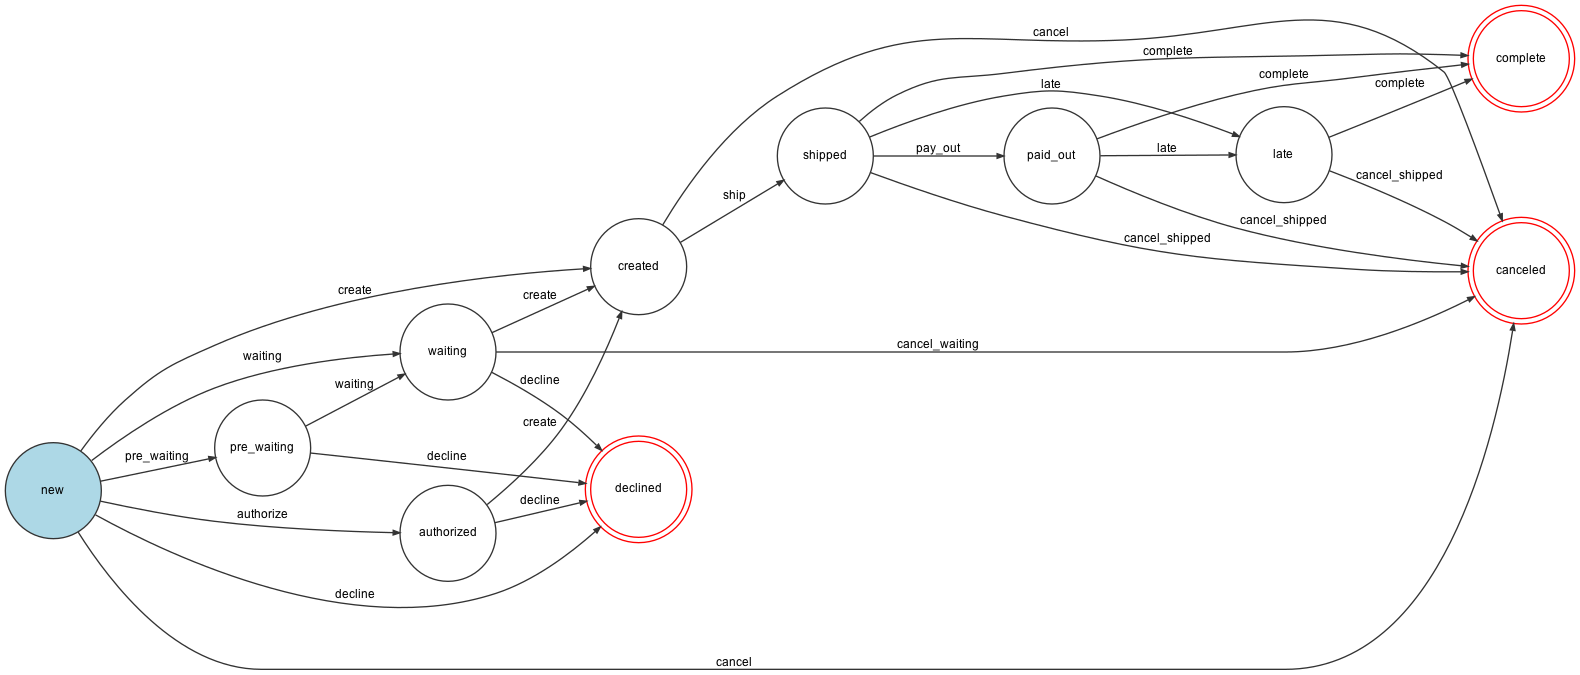 cancel
complete
complete
complete
late
complete
shipped
pay_out
paid_out
late
late
cancel_shipped
ship
cancel_shipped
cancel_shipped
created
canceled
create
create
waiting
waiting
cancel_waiting
waiting
decline
create
pre_waiting
pre_waiting
decline
new
declined
authorize
decline
authorized
decline
cancel